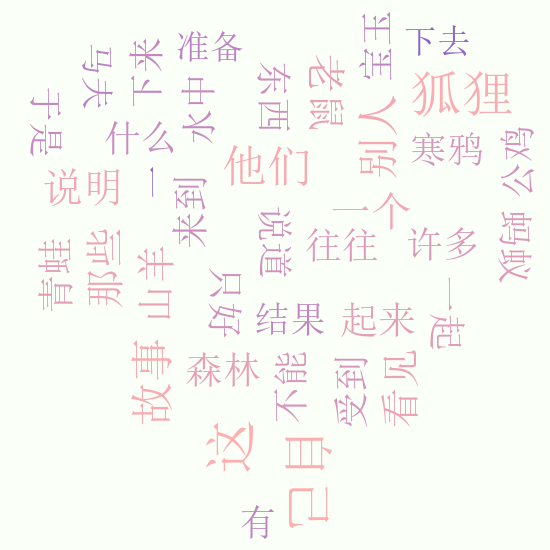 宝玉
下去
准备
下来
马夫
老鼠
东西
狐狸
水中
于是
别人
什么
寒鸦
他们
说明
一
来到
一个
说道
往往
许多
蚂蚁
青蛙
那些
山羊
只好
结果
起来
一起
故事
森林
不能
受到
看见
这
自己
有